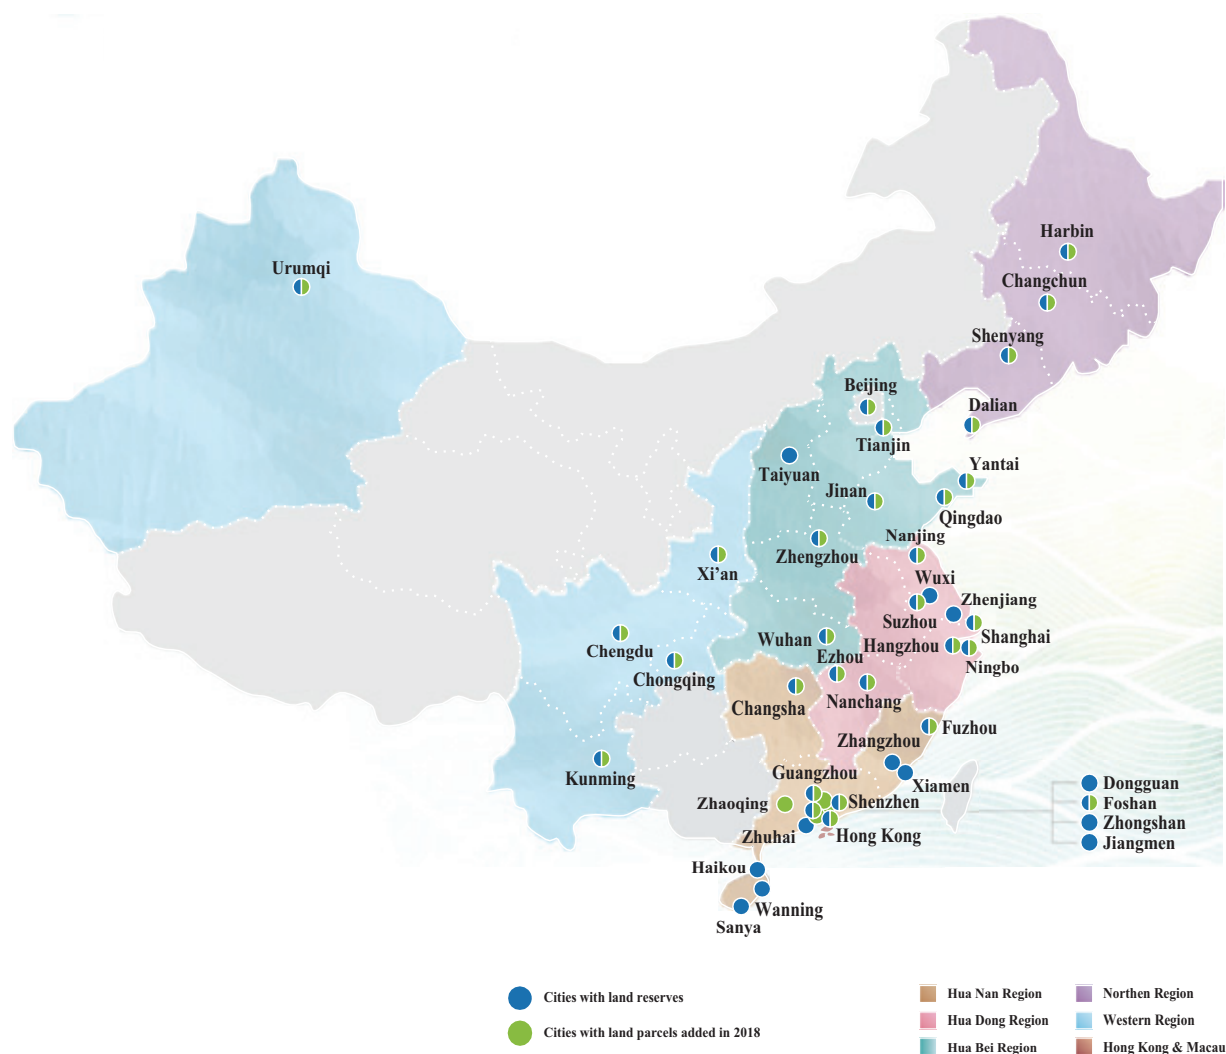 Harbin
Urumqi
Changchun
Shenyang
Beijing
Dalian
Tianjin
Yantai
Taiyuan
Jinan
Qingdao
Nanjing
Zhengzhou
Xi’an
Wuxi
Zhenjiang
Suzhou
Shanghai
Wuhan
Hangzhou
Chengdu
Ezhou
Ningbo
Chongqing
Nanchang
Changsha
Fuzhou
Zhangzhou
Guangzhou
Kunming
Xiamen
Dongguan
Zhaoqing
Shenzhen
Foshan
Zhongshan
Zhuhai
Hong Kong
Jiangmen
Haikou
Wanning
Sanya
Cities with land reserves
Cities with land parcels added in 2018
Hua Nan Region
Hua Dong Region
Hua Bei Region
Northen Region
Western Region
Hong Kong & Macau